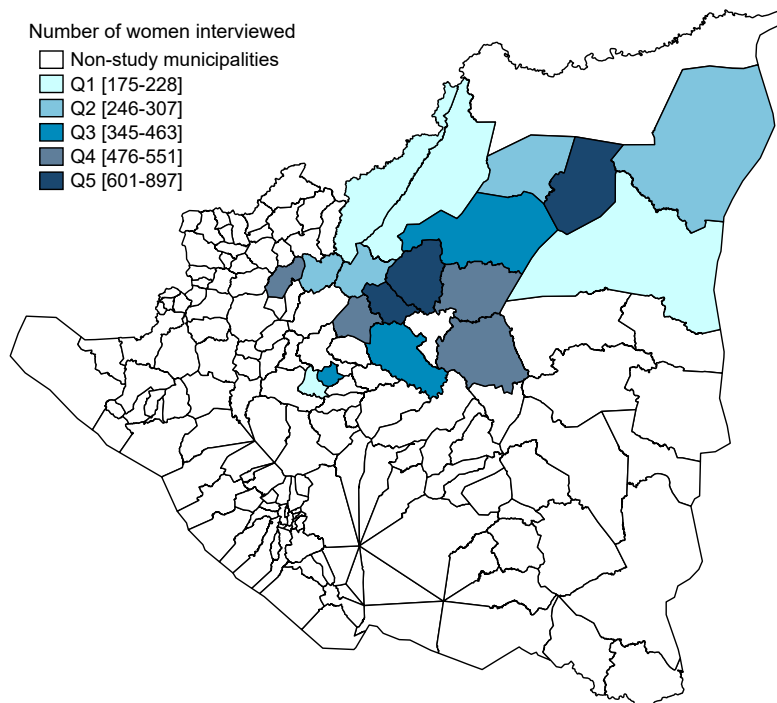 Number of women interviewed
Non-study municipalities
Q1 [175-228]
Q2 [246-307]
Q3 [345-463]
Q4 [476-551]
Q5 [601-897]